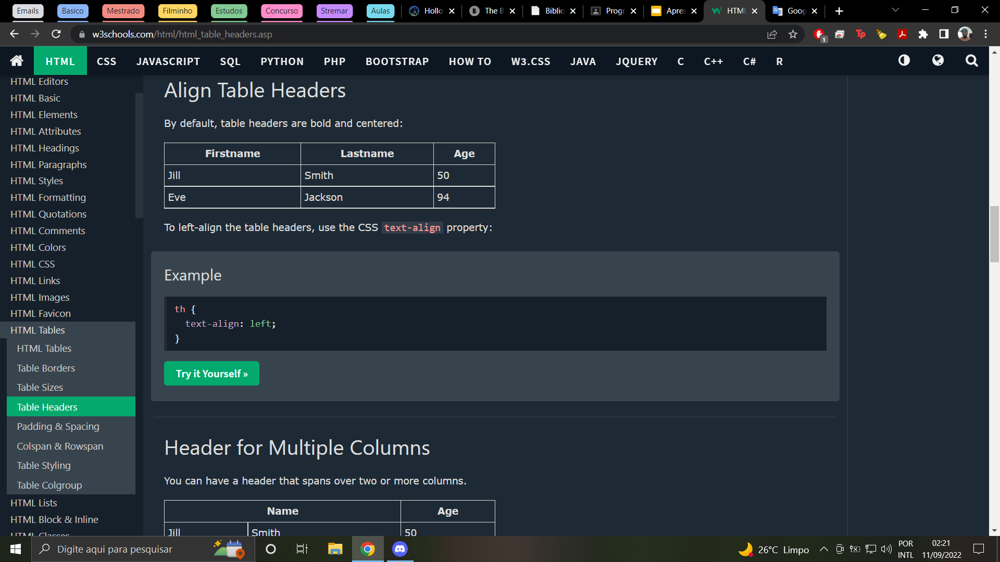 Emails Basico Mestrado Filminho Estudos Concurso Stremar Aulas Hollo The B Biblio Progr Apres HTML Goog
w3schools.com/html/html_table_headers.asp
1
HTML CSS JAVASCRIPT SQL PYTHON PHP BOOTSTRAP HOW TO W3.CSS JAVA JQUERY C C++ C# R
HTML Editors
HTML Basic
HTML Elements
HTML Attributes
HTML Headings
HTML Paragraphs
HTML Styles
HTML Formatting
HTML Quotations
HTML Comments
HTML Colors
HTML CSS
HTML Links
HTML Images
HTML Favicon
HTML Tables
HTML Tables
Table Borders
Table Sizes
Table Headers
Padding & Spacing
Colspan & Rowspan
Table Styling
Table Colgroup
HTML Lists
HTML Block & Inline
HTML Classes
Align Table Headers
By default, table headers are bold and centered:
Firstname Lastname Age
Jill Smith 50
Eve Jackson 94
To left-align the table headers, use the CSS text-align property:
Example
th {
text-align: left;
}
Try it Yourself »
Header for Multiple Columns
You can have a header that spans over two or more columns.
Name Age
Jill Smith 50
Digite aqui para pesquisar
26°C Limpo
POR
INTL
02:21
11/09/2022